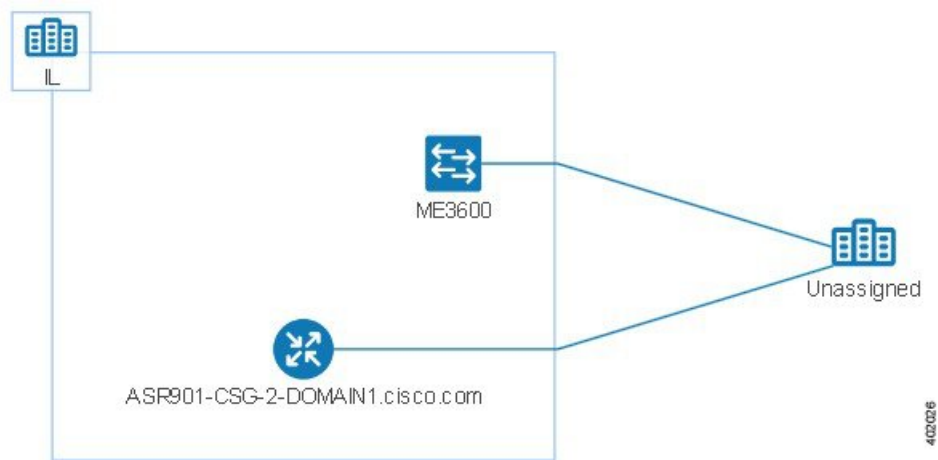 IL
ME3600
Unassigned
ASR901-CSG-2-DOMAIN1.cisco.com
402026